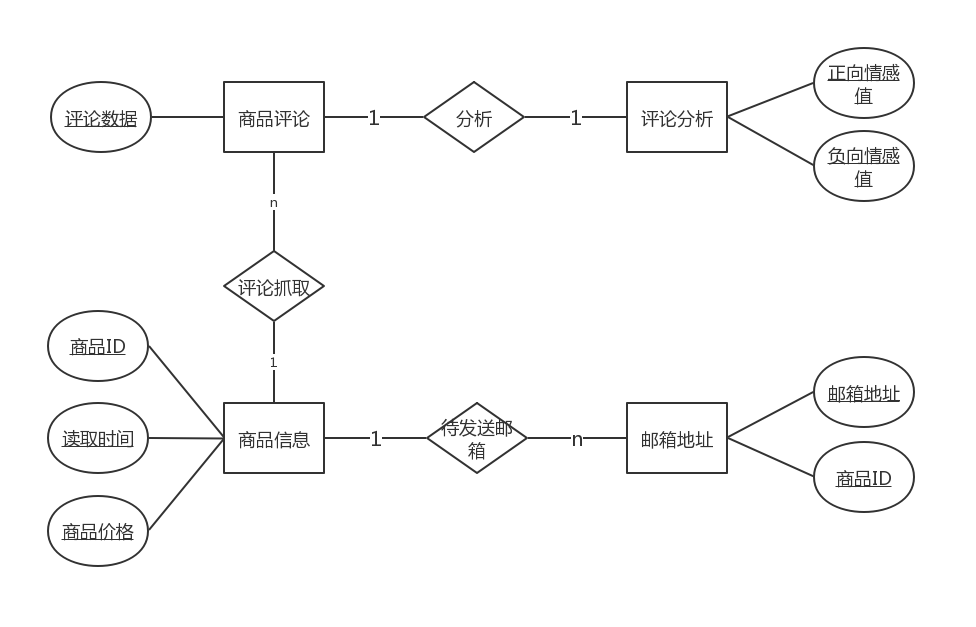 正向情感
值
评论数据
商品评论
1
分析
1
评论分析
负向情感
值
n
评论抓取
商品ID
1
邮箱地址
读取时间
商品信息
1
待发送邮
箱
n
邮箱地址
商品ID
商品价格